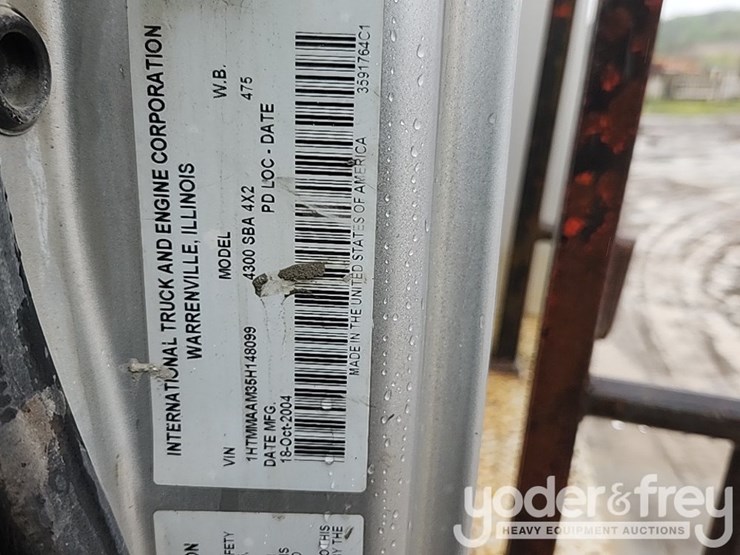 INTERNATIONAL TRUCK AND ENGINE CORPORATION
WARRENVILLE, ILLINOIS
VIN MODEL W.B.
1HTMMAAM35H148099 4300 SBA 4X2 475
DATE MFG. PD LOC - DATE
18-Oct-2004
MADE IN THE UNITED STATES OF AMERICA 3591764C1
yoder&frey
HEAVY EQUIPMENT AUCTIONS